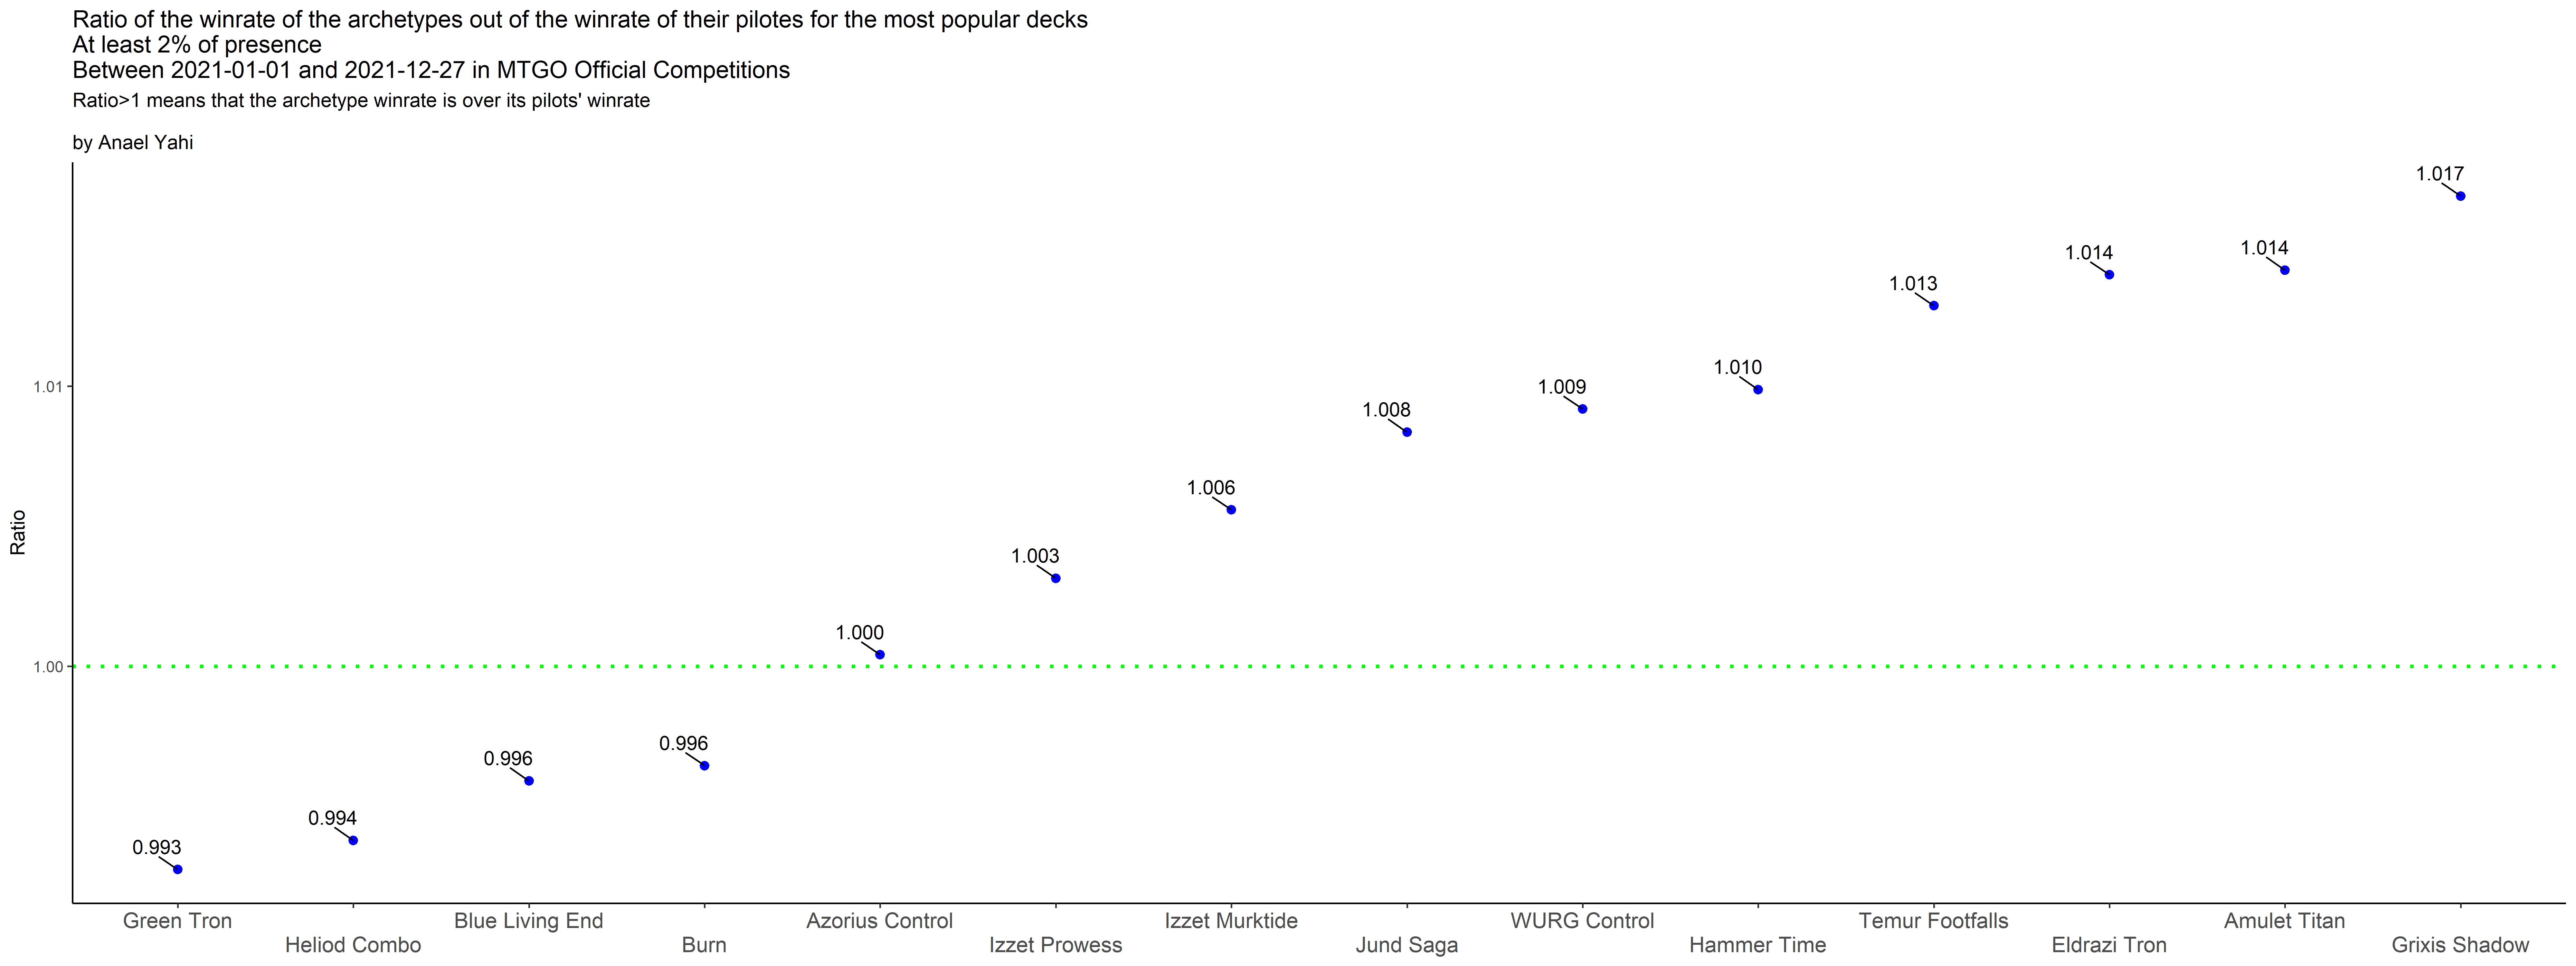 Ratio of the winrate of the archetypes out of the winrate of their pilotes for the most popular decks
At least 2% of presence
Between 2021-01-01 and 2021-12-27 in MTGO Official Competitions
Ratio>1 means that the archetype winrate is over its pilots' winrate
by Anael Yahi
1.017
1.014
1.014
1.013
1.010
1.009
1.008
1.006
1.003
1.000
0.996
0.996
0.994
0.993
1.01
1.00
Ratio
Green Tron
Heliod Combo
Blue Living End
Burn
Azorius Control
Izzet Prowess
Izzet Murktide
Jund Saga
WURG Control
Hammer Time
Temur Footfalls
Eldrazi Tron
Amulet Titan
Grixis Shadow